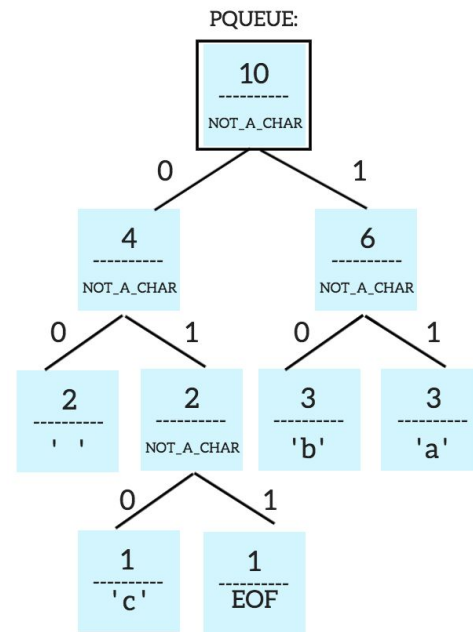 PQUEUE:
10
----------
NOT_A_CHAR
0 1
4 6
---------- ----------
NOT_A_CHAR NOT_A_CHAR
0 1 0 1
2 2 3 3
---------- ---------- ---------- ----------
' ' NOT_A_CHAR 'b' 'a'
0 1
1 1
---------- ----------
'c' EOF